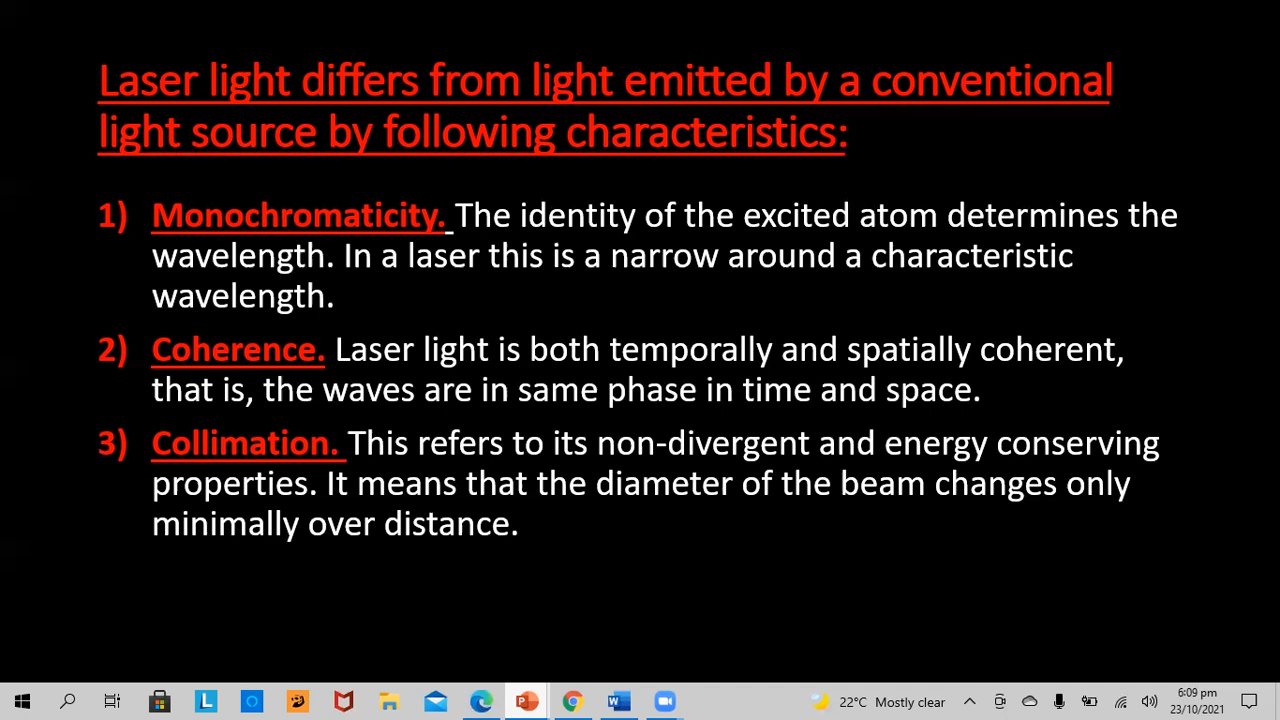 Laser light differs from light emitted by a conventional
light source by following characteristics:
1) Monochromaticity. The identity of the excited atom determines the
wavelength. In a laser this is a narrow around a characteristic
wavelength.
2) Coherence. Laser light is both temporally and spatially coherent,
that is, the waves are in same phase in time and space.
3) Collimation. This refers to its non-divergent and energy conserving
properties. It means that the diameter of the beam changes only
minimally over distance.
22°C Mostly clear
6:09 pm
23/10/2021